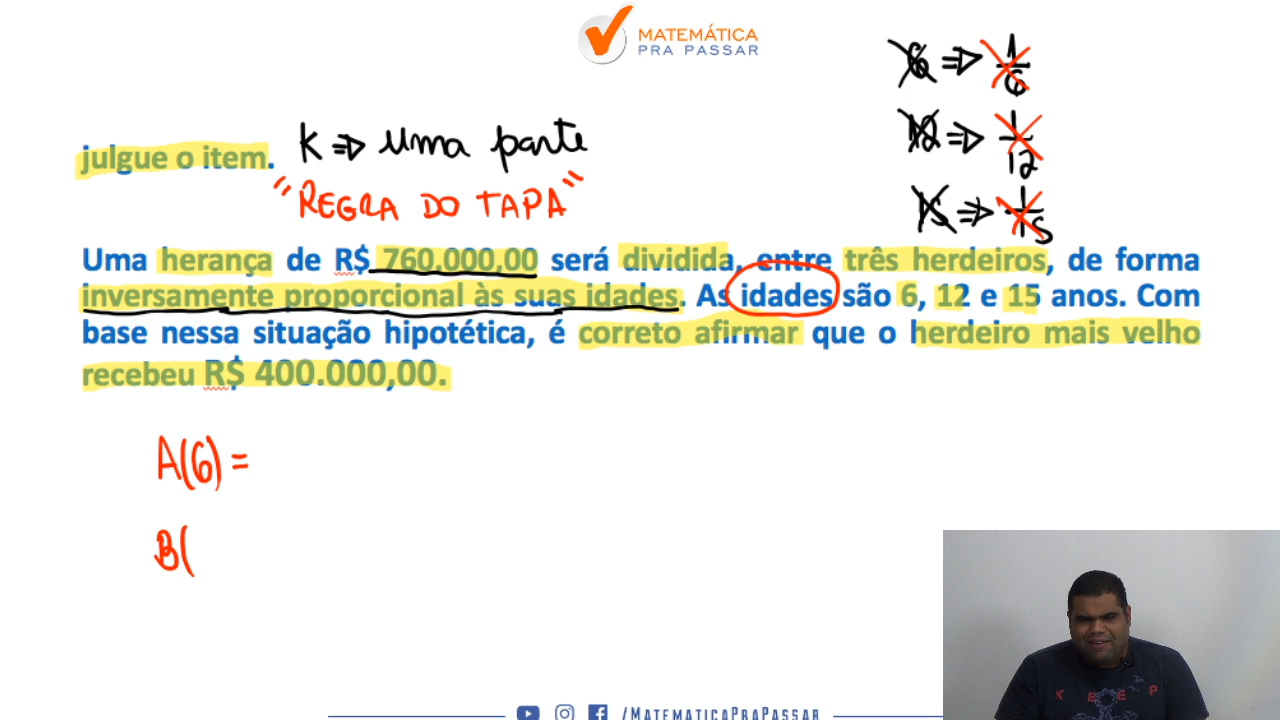 MATEMÁTICA
PRA PASSAR
6 ⇒ 1/6
12 ⇒ 1/12
15 ⇒ 1/15
julgue o item. K ⇒ uma parte
"REGRA DO TAPA"
Uma herança de R$ 760.000,00 será dividida, entre três herdeiros, de forma
inversamente proporcional às suas idades. As idades são 6, 12 e 15 anos. Com
base nessa situação hipotética, é correto afirmar que o herdeiro mais velho
recebeu R$ 400.000,00.
A(6) =
B(
KEEP
/MATEMATICAPRAPASSAR